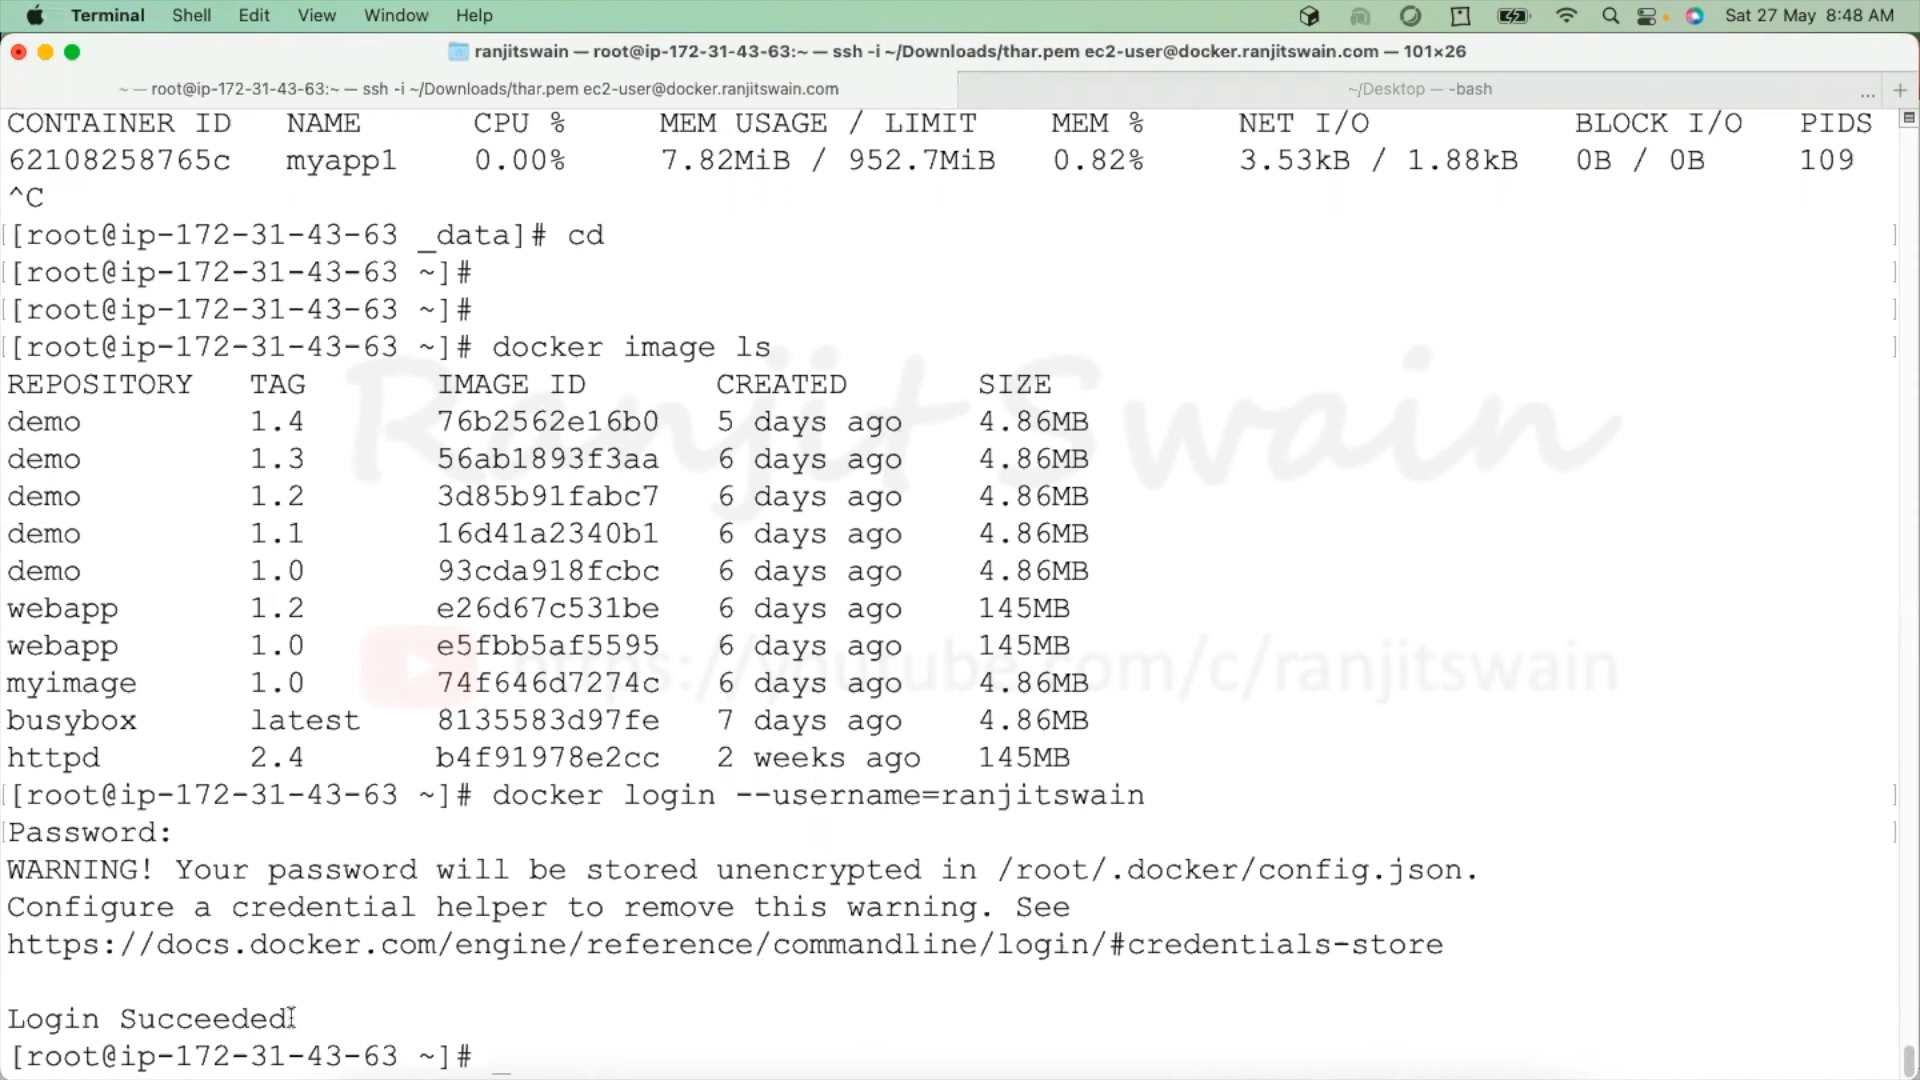 Terminal Shell Edit View Window Help Sat 27 May 8:48 AM
ranjitswain — root@ip-172-31-43-63:~ — ssh -i ~/Downloads/thar.pem ec2-user@docker.ranjitswain.com — 101×26
~ — root@ip-172-31-43-63:~ — ssh -i ~/Downloads/thar.pem ec2-user@docker.ranjitswain.com ~/Desktop — -bash ... +
CONTAINER ID NAME CPU % MEM USAGE / LIMIT MEM % NET I/O BLOCK I/O PIDS
62108258765c myapp1 0.00% 7.82MiB / 952.7MiB 0.82% 3.53kB / 1.88kB 0B / 0B 109
^C
[[root@ip-172-31-43-63 _data]# cd ]
[[root@ip-172-31-43-63 ~]# ]
[[root@ip-172-31-43-63 ~]# ]
[[root@ip-172-31-43-63 ~]# docker image ls ]
REPOSITORY TAG IMAGE ID CREATED SIZE
demo 1.4 76b2562e16b0 5 days ago 4.86MB
demo 1.3 56ab1893f3aa 6 days ago 4.86MB
Ranjit Swain
demo 1.2 3d85b91fabc7 6 days ago 4.86MB
demo 1.1 16d41a2340b1 6 days ago 4.86MB
demo 1.0 93cda918fcbc 6 days ago 4.86MB
webapp 1.2 e26d67c531be 6 days ago 145MB
webapp 1.0 e5fbb5af5595 6 days ago 145MB
https://youtube.com/c/ranjitswain
myimage 1.0 74f646d7274c 6 days ago 4.86MB
busybox latest 8135583d97fe 7 days ago 4.86MB
httpd 2.4 b4f91978e2cc 2 weeks ago 145MB
[[root@ip-172-31-43-63 ~]# docker login --username=ranjitswain ]
[Password: ]
WARNING! Your password will be stored unencrypted in /root/.docker/config.json.
Configure a credential helper to remove this warning. See
https://docs.docker.com/engine/reference/commandline/login/#credentials-store
Login Succeeded
[root@ip-172-31-43-63 ~]# _